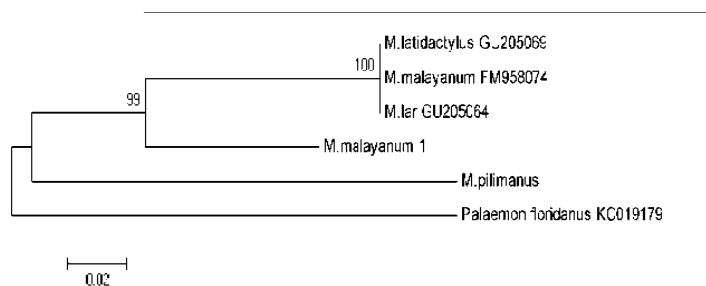 M.latidactylus GU205069
100
M.malayanum FM958074
99
M.lar GU205064
M.malayanum 1
M.pilimanus
Palaemon floridanus KC019179
0.02